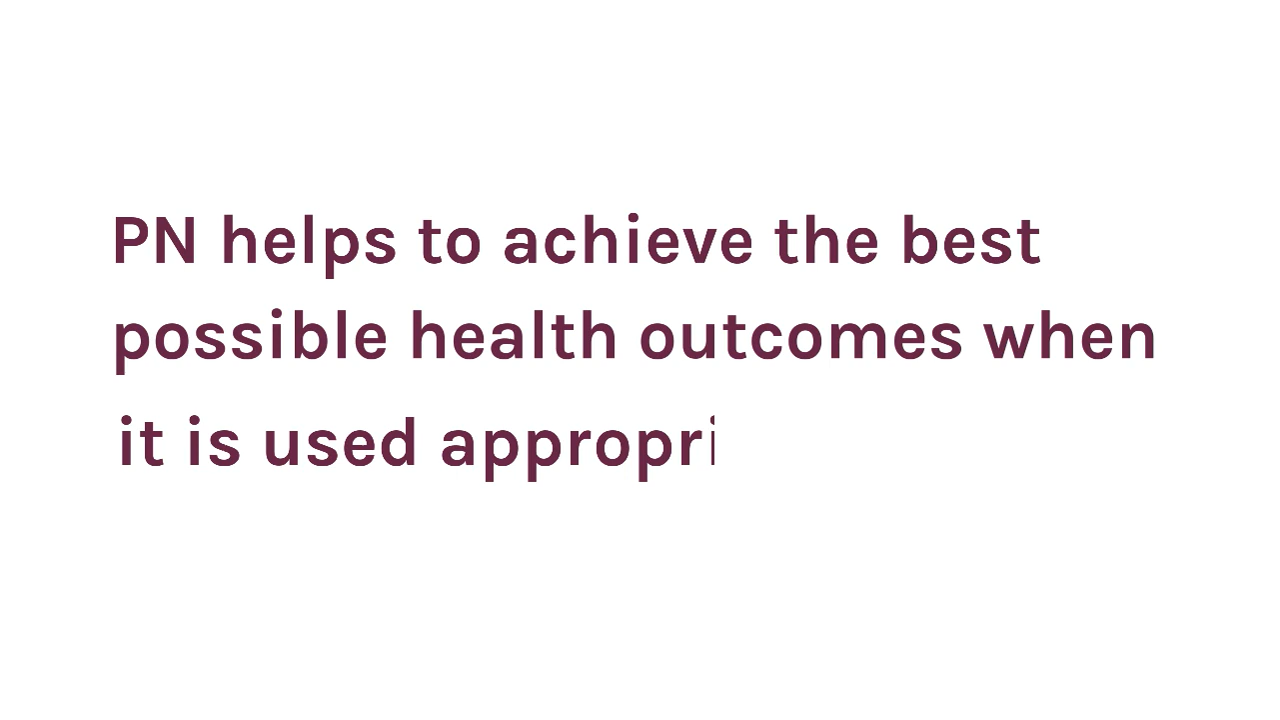 PN helps to achieve the best
possible health outcomes when
it is used appropri